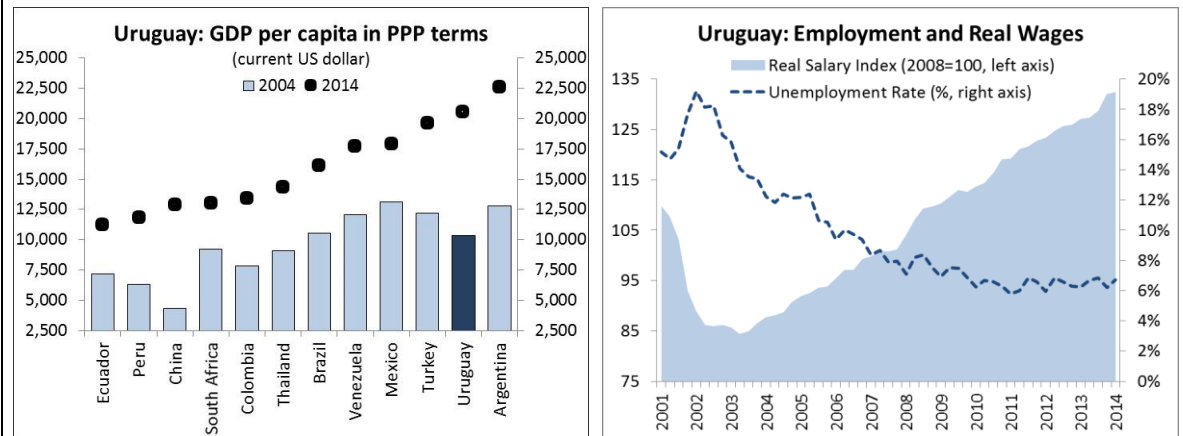 Uruguay: GDP per capita in PPP terms
(current US dollar)
2004 2014
25,000 25,000
22,500 22,500
20,000 20,000
17,500 17,500
15,000 15,000
12,500 12,500
10,000 10,000
7,500 7,500
5,000 5,000
2,500 2,500
Ecuador
Peru
China
South Africa
Colombia
Thailand
Brazil
Venezuela
Mexico
Turkey
Uruguay
Argentina
Uruguay: Employment and Real Wages
Real Salary Index (2008=100, left axis)
Unemployment Rate (%, right axis)
135 20%
18%
125 16%
14%
115 12%
105 10%
8%
95 6%
4%
85 2%
75 0%
2001
2002
2003
2004
2005
2006
2007
2008
2009
2010
2011
2012
2013
2014